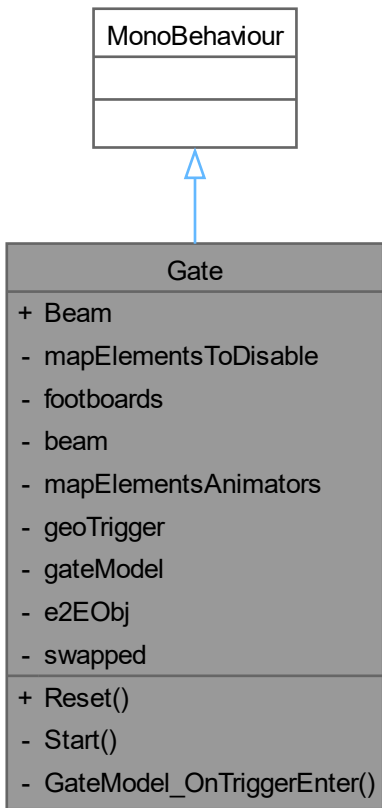 MonoBehaviour
Gate
+ Beam
- mapElementsToDisable
- footboards
- beam
- mapElementsAnimators
- geoTrigger
- gateModel
- e2EObj
- swapped
+ Reset()
- Start()
- GateModel_OnTriggerEnter()